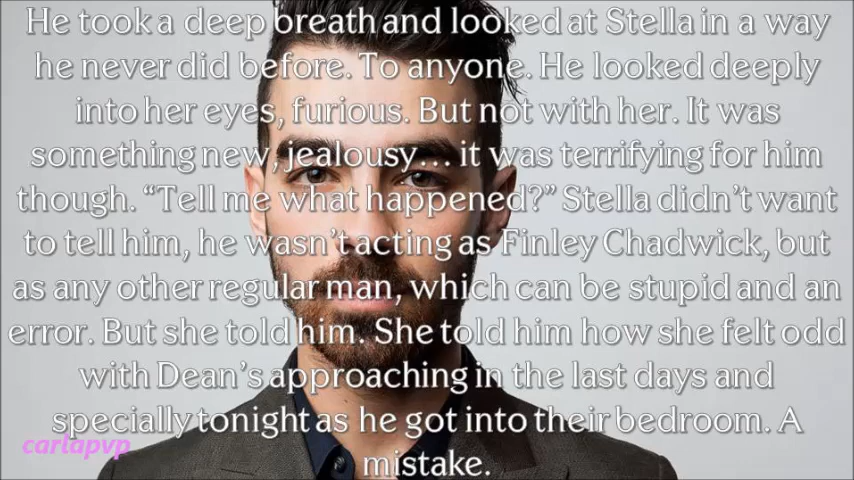 He took a deep breath and looked at Stella in a way
he never did before. To anyone. He looked deeply
into her eyes, furious. But not with her. It was
something new, jealousy... it was terrifying for him
though. “Tell me what happened?” Stella didn’t want
to tell him, he wasn’t acting as Finley Chadwick, but
as any other regular man, which can be stupid and an
error. But she told him. She told him how she felt odd
with Dean’s approaching in the last days and
specially tonight as he got into their bedroom. A
mistake.
carlapvp